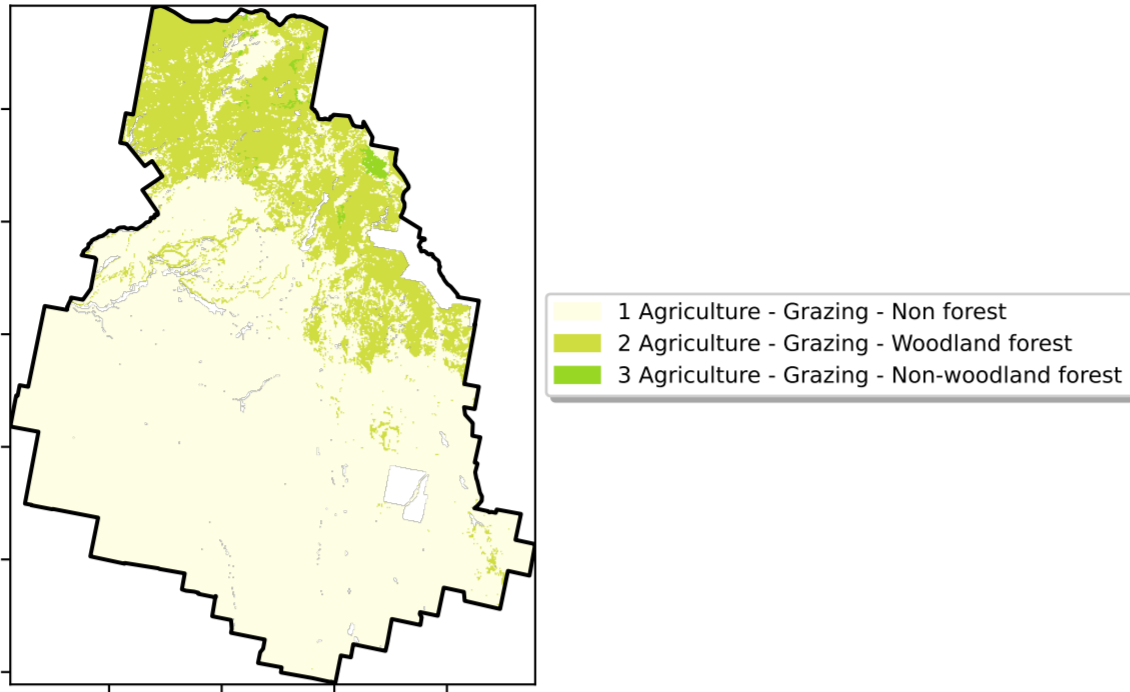 1 Agriculture - Grazing - Non forest
2 Agriculture - Grazing - Woodland forest
3 Agriculture - Grazing - Non-woodland forest